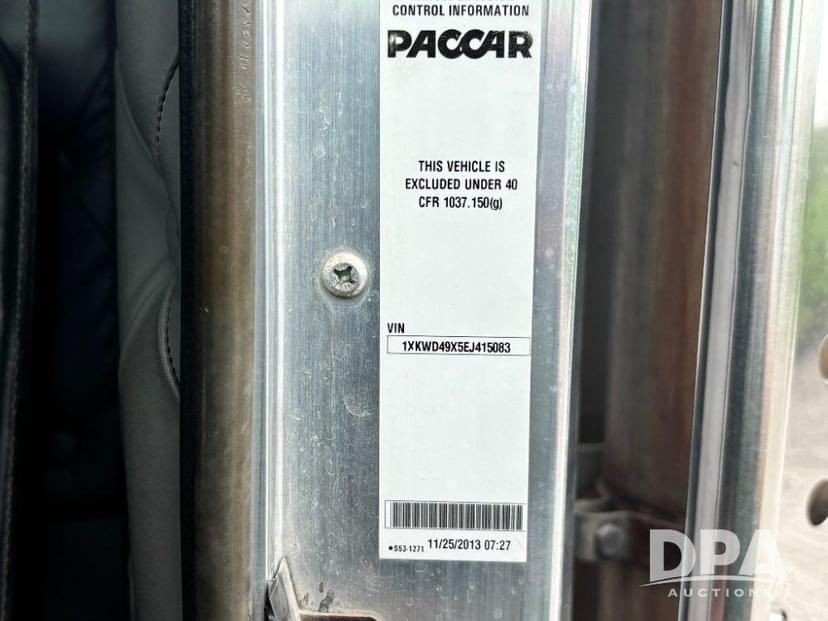 CONTROL INFORMATION
PACCAR
THIS VEHICLE IS
EXCLUDED UNDER 40
CFR 1037.150(g)
VIN
1XKWD49X5EJ415083
•S53-1271 11/25/2013 07:27
DPA
AUCTIONS